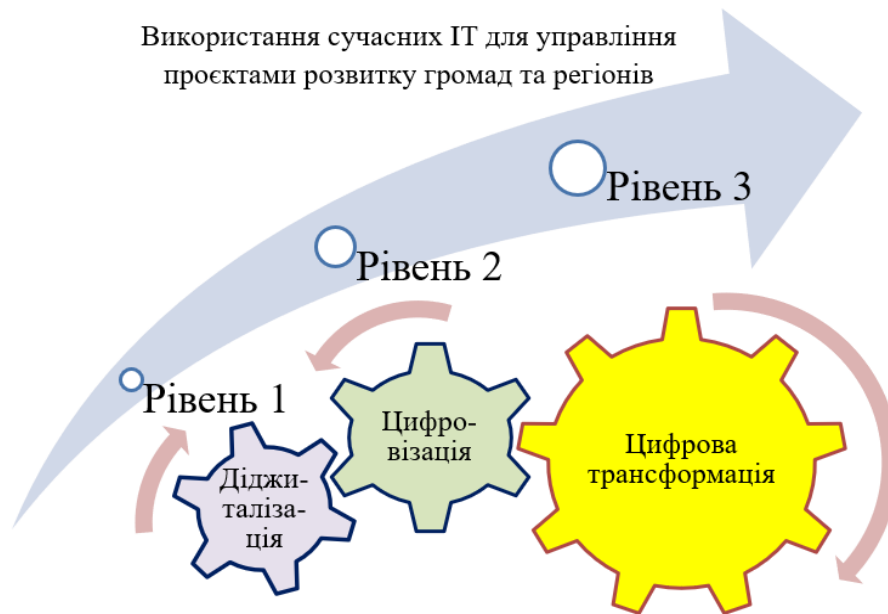 Використання сучасних ІТ для управління
проєктами розвитку громад та регіонів
Рівень 3
Рівень 2
Рівень 1
Діджи-
талізa-
ція
Цифро-
візація
Цифрова
трансформація